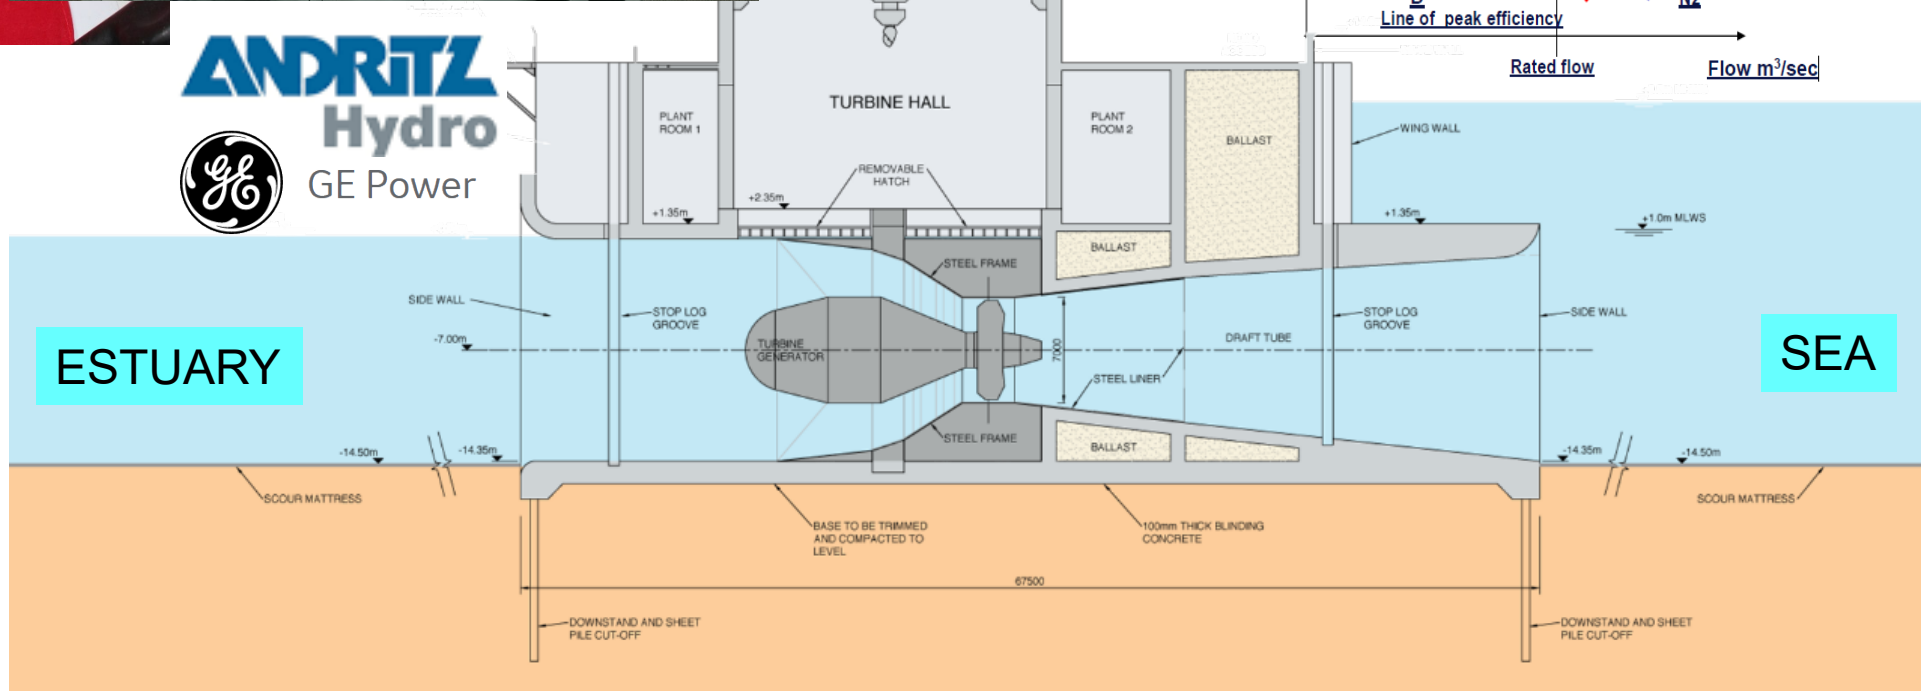 Line of peak efficiency
Rated flow
Flow m³/sec
ANDRITZ
Hydro
GE
GE Power
TURBINE HALL
PLANT
ROOM 1
PLANT
ROOM 2
BALLAST
WING WALL
REMOVABLE
HATCH
+2.35m
+1.35m
+1.35m
+1.0m MLWS
BALLAST
STEEL FRAME
SIDE WALL
STOP LOG
GROOVE
STOP LOG
GROOVE
SIDE WALL
ESTUARY
-7.00m
TURBINE
GENERATOR
7000
DRAFT TUBE
SEA
STEEL LINER
STEEL FRAME
BALLAST
-14.50m
-14.35m
-14.35m
-14.50m
SCOUR MATTRESS
SCOUR MATTRESS
BASE TO BE TRIMMED
AND COMPACTED TO
LEVEL
100mm THICK BLINDING
CONCRETE
67500
DOWNSTAND AND SHEET
PILE CUT-OFF
DOWNSTAND AND SHEET
PILE CUT-OFF